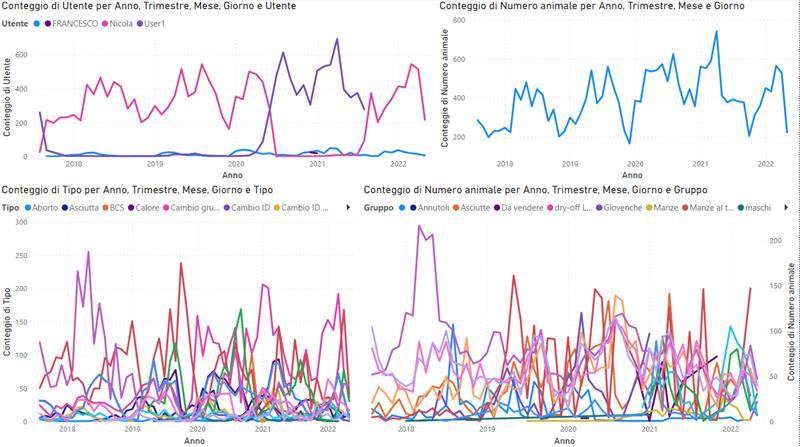 Conteggio di Utente per Anno, Trimestre, Mese, Giorno e Utente
Utente FRANCESCO Nicola User1
Conteggio di Utente
600
400
200
0
2018 2019 2020 2021 2022
Anno
Conteggio di Numero animale per Anno, Trimestre, Mese e Giorno
Conteggio di Numero animale
800
600
400
200
2018 2019 2020 2021 2022
Anno
Conteggio di Tipo per Anno, Trimestre, Mese, Giorno e Tipo
Tipo Aborto Asciutta BCS Calore Cambio gru... Cambio ID Cambio ID ...
Conteggio di Tipo
300
250
200
150
100
50
0
2018 2019 2020 2021 2022
Anno
Conteggio di Numero animale per Anno, Trimestre, Mese, Giorno e Gruppo
Gruppo Annutoli Asciutte Da vendere dry-off L... Giovenche Manze Manze al t... maschi
Conteggio di Numero animale
200
150
100
50
0
2018 2019 2020 2021 2022
Anno